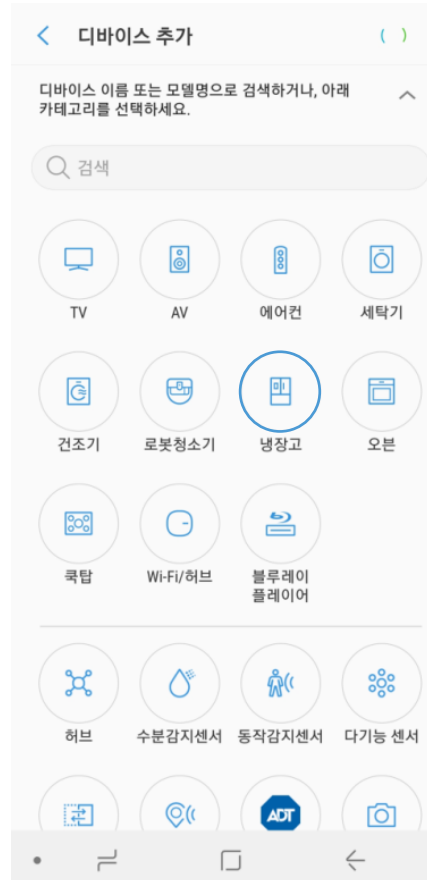 디바이스 추가
디바이스 이름 또는 모델명으로 검색하거나, 아래
카테고리를 선택하세요.
검색
TV
AV
에어컨
세탁기
건조기
로봇청소기
냉장고
오븐
쿡탑
Wi-Fi/허브
블루레이
플레이어
허브
수분감지센서
동작감지센서
다기능 센서
ADT